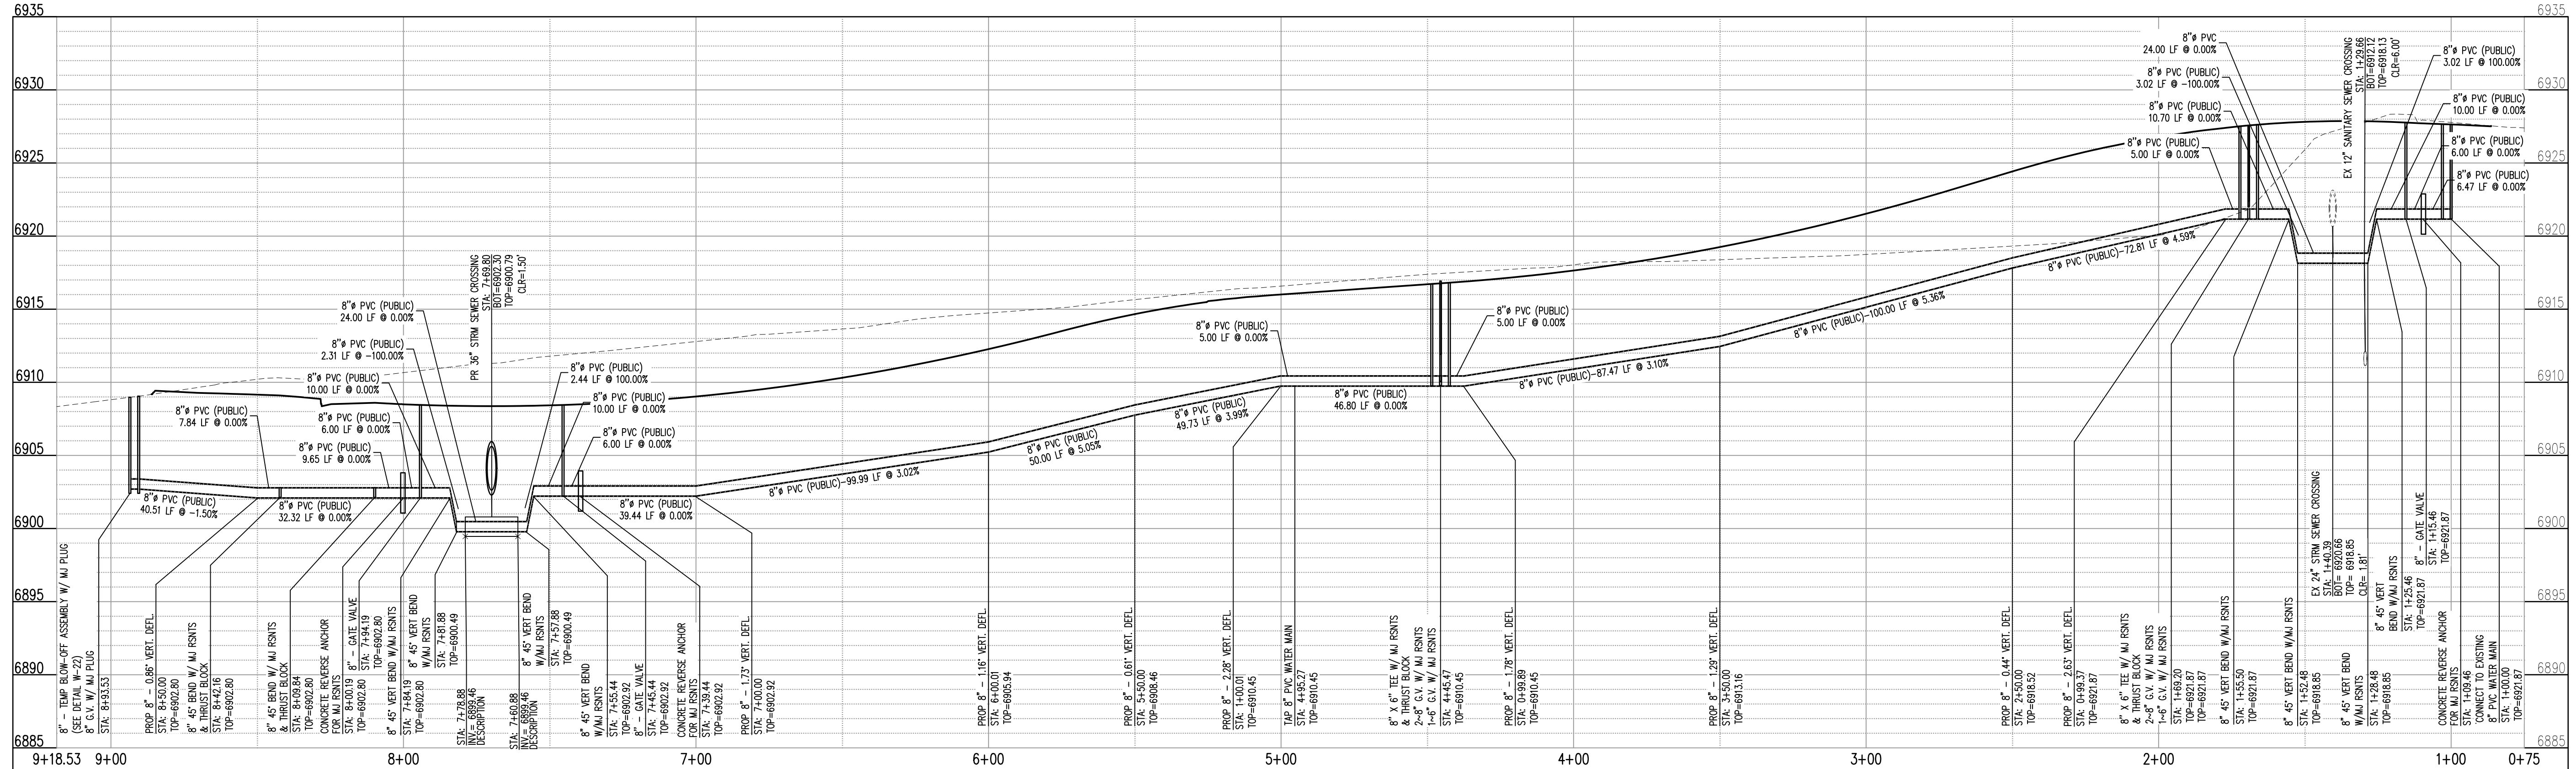 6935
6930
6925
6920
6915
6910
6905
6900
6895
6890
6885
6935
6930
6925
6920
6915
6910
6905
6900
6895
6890
6885
8"ø PVC
24.00 LF @ 0.00%
8"ø PVC (PUBLIC)
3.02 LF @ -100.00%
8"ø PVC (PUBLIC)
10.70 LF @ 0.00%
8"ø PVC (PUBLIC)
5.00 LF @ 0.00%
EX 12" SANITARY SEWER CROSSING
STA: 1+29.66
BOT=6912.12
TOP=6918.13
CLR=6.00'
8"ø PVC (PUBLIC)
3.02 LF @ 100.00%
8"ø PVC (PUBLIC)
10.00 LF @ 0.00%
8"ø PVC (PUBLIC)
6.00 LF @ 0.00%
8"ø PVC (PUBLIC)
6.47 LF @ 0.00%
PR 36" STRM SEWER CROSSING
STA: 7+69.80
BOT=6902.30
TOP=6900.79
CLR=1.50'
8"ø PVC (PUBLIC)
24.00 LF @ 0.00%
8"ø PVC (PUBLIC)
2.31 LF @ -100.00%
8"ø PVC (PUBLIC)
10.00 LF @ 0.00%
8"ø PVC (PUBLIC)
7.84 LF @ 0.00%
8"ø PVC (PUBLIC)
6.00 LF @ 0.00%
8"ø PVC (PUBLIC)
9.65 LF @ 0.00%
8"ø PVC (PUBLIC)
2.44 LF @ 100.00%
8"ø PVC (PUBLIC)
10.00 LF @ 0.00%
8"ø PVC (PUBLIC)
6.00 LF @ 0.00%
8"ø PVC (PUBLIC)
5.00 LF @ 0.00%
8"ø PVC (PUBLIC)
5.00 LF @ 0.00%
8"ø PVC (PUBLIC)
40.51 LF @ -1.50%
8"ø PVC (PUBLIC)
32.32 LF @ 0.00%
8"ø PVC (PUBLIC)
39.44 LF @ 0.00%
8"ø PVC (PUBLIC)-99.99 LF @ 3.02%
8"ø PVC (PUBLIC)
50.00 LF @ 5.05%
8"ø PVC (PUBLIC)
49.73 LF @ 3.99%
8"ø PVC (PUBLIC)
46.80 LF @ 0.00%
8"ø PVC (PUBLIC)-87.47 LF @ 3.10%
8"ø PVC (PUBLIC)-100.00 LF @ 5.36%
8"ø PVC (PUBLIC)-72.81 LF @ 4.59%
8" - TEMP BLOW-OFF ASSEMBLY W/ MJ PLUG
(SEE DETAIL W-22)
8" G.V. W/ MJ PLUG
STA: 8+93.53
PROP 8" - 0.86° VERT. DEFL.
STA: 8+50.00
TOP=6902.80
8" 45° BEND W/ MJ RSNTS
& THRUST BLOCK
STA: 8+42.16
TOP=6902.80
8" 45° BEND W/ MJ RSNTS
& THRUST BLOCK
STA: 8+09.84
TOP=6902.80
CONCRETE REVERSE ANCHOR
FOR MJ RSNTS
STA: 8+00.19
TOP=6902.80
8" - GATE VALVE
STA: 7+94.19
TOP=6902.80
8" 45° VERT BEND W/MJ RSNTS
STA: 7+84.19
TOP=6902.80
8" 45° VERT BEND
W/MJ RSNTS
STA: 7+81.88
TOP=6900.49
STA: 7+78.88
INV.= 6899.46
DESCRIPTION
STA: 7+60.88
INV.= 6899.46
DESCRIPTION
8" 45° VERT BEND
W/MJ RSNTS
STA: 7+57.88
TOP=6900.49
8" 45° VERT BEND
W/MJ RSNTS
STA: 7+55.44
TOP=6902.92
8" - GATE VALVE
STA: 7+45.44
TOP=6902.92
CONCRETE REVERSE ANCHOR
FOR MJ RSNTS
STA: 7+39.44
TOP=6902.92
PROP 8" - 1.73° VERT. DEFL.
STA: 7+00.00
TOP=6902.92
PROP 8" - 1.16° VERT. DEFL.
STA: 6+00.01
TOP=6905.94
PROP 8" - 0.61° VERT. DEFL.
STA: 5+50.00
TOP=6908.46
PROP 8" - 2.28° VERT. DEFL.
STA: 1+00.01
TOP=6910.45
TAP 8" PVC WATER MAIN
STA: 4+95.27
TOP=6910.45
8" X 6" TEE W/ MJ RSNTS
& THRUST BLOCK
2~8" G.V. W/ MJ RSNTS
1~6" G.V. W/ MJ RSNTS
STA: 4+45.47
TOP=6910.45
PROP 8" - 1.78° VERT. DEFL.
STA: 0+99.89
TOP=6910.45
PROP 8" - 1.29° VERT. DEFL.
STA: 3+50.00
TOP=6913.16
PROP 8" - 0.44° VERT. DEFL.
STA: 2+50.00
TOP=6918.52
PROP 8" - 2.63° VERT. DEFL.
STA: 0+99.37
TOP=6921.87
8" X 6" TEE W/ MJ RSNTS
& THRUST BLOCK
2~8" G.V. W/ MJ RSNTS
1~6" G.V. W/ MJ RSNTS
STA: 1+69.20
TOP=6921.87
TOP=6921.87
8" 45° VERT BEND W/MJ RSNTS
STA: 1+55.50
TOP=6921.87
8" 45° VERT BEND W/MJ RSNTS
STA: 1+52.48
TOP=6918.85
EX 24" STRM SEWER CROSSING
STA: 1+40.39
BOT= 6920.66
TOP= 6918.85
CLR= 1.81'
8" 45° VERT BEND
W/MJ RSNTS
STA: 1+28.48
TOP=6918.85
8" 45° VERT
BEND W/MJ RSNTS
STA: 1+25.46
TOP=6921.87
8" - GATE VALVE
STA: 1+15.46
TOP=6921.87
CONCRETE REVERSE ANCHOR
FOR MJ RSNTS
STA: 1+09.46
CONNECT TO EXISTING
8" PVC WATER MAIN
STA: 1+00.00
TOP=6921.87
9+18.53
9+00
8+00
7+00
6+00
5+00
4+00
3+00
2+00
1+00
0+75